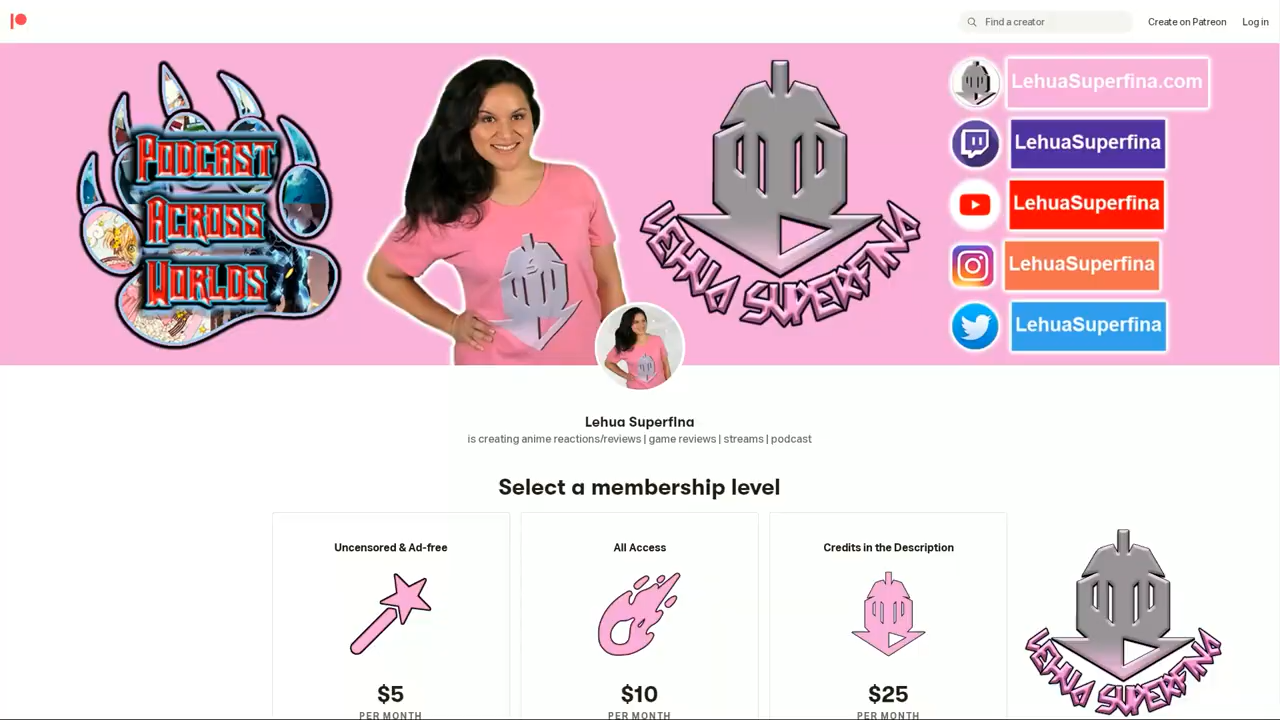 Find a creator
Create on Patreon
Log in
PODCAST
ACROSS
WORLDS
LEHUA SUPERFINA
LehuaSuperfina.com
LehuaSuperfina
LehuaSuperfina
LehuaSuperfina
LehuaSuperfina
Lehua SuperfIna
is creating anime reactions/reviews | game reviews | streams | podcast
Select a membership level
Uncensored & Ad-free
All Access
Credits in the Description
$5
PER MONTH
$10
PER MONTH
$25
PER MONTH
LEHUA SUPERFINA